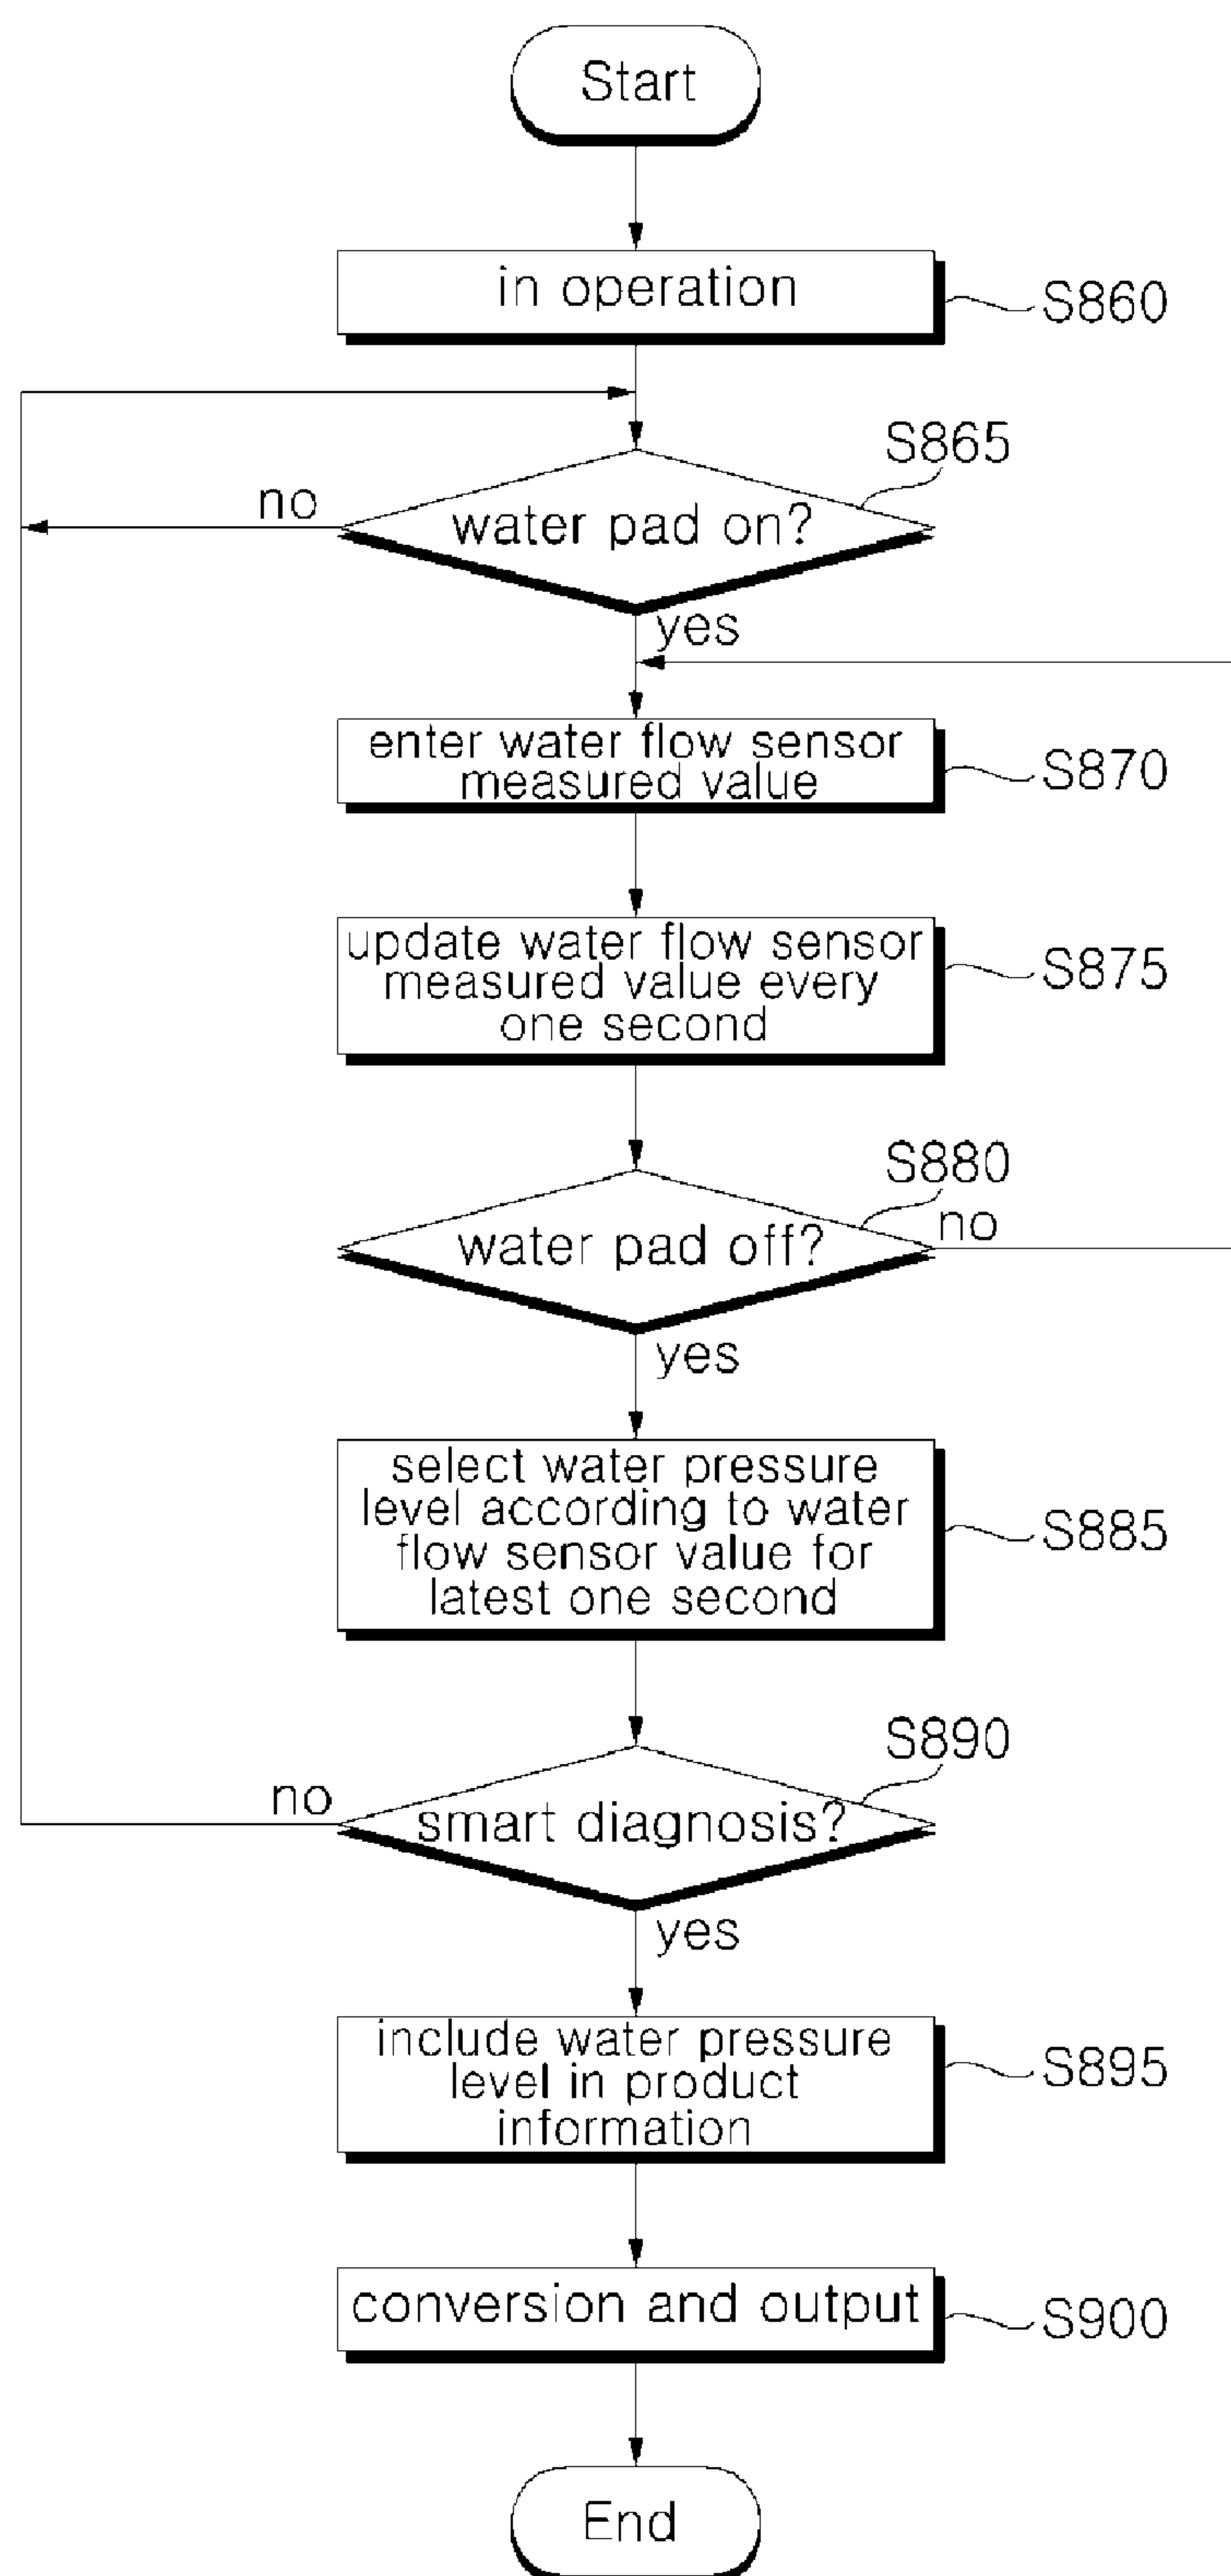 Start
in operation
S860
S865
no
water pad on?
yes
enter water flow sensor
measured value
S870
update water flow sensor
measured value every
one second
S875
S880
water pad off?
no
yes
select water pressure
level according to water
flow sensor value for
latest one second
S885
S890
no
smart diagnosis?
yes
include water pressure
level in product
information
S895
conversion and output
S900
End